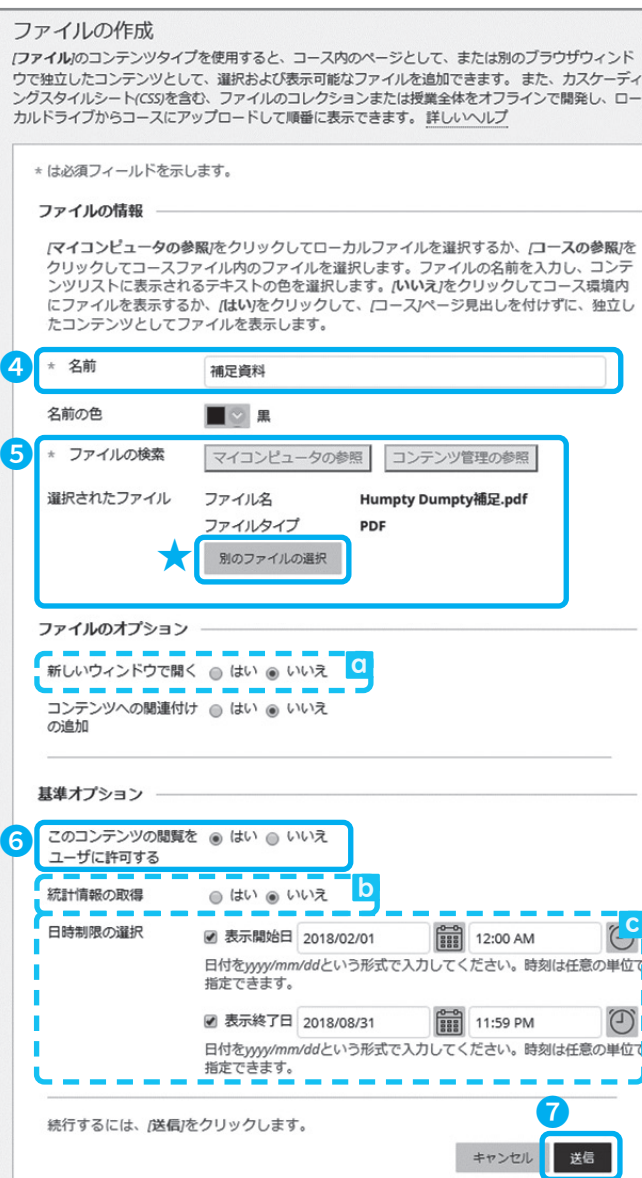 ファイルの作成
[ファイル]のコンテンツタイプを使用すると、コース内のページとして、または別のブラウザウィンド
ウで独立したコンテンツとして、選択および表示可能なファイルを追加できます。 また、カスケーディ
ングスタイルシート(CSS)を含む、ファイルのコレクションまたは授業全体をオフラインで開発し、ロー
カルドライブからコースにアップロードして順番に表示できます。 詳しいヘルプ
* は必須フィールドを示します。
ファイルの情報
[マイコンピュータの参照]をクリックしてローカルファイルを選択するか、[コースの参照]を
クリックしてコースファイル内のファイルを選択します。ファイルの名前を入力し、コンテ
ンツリストに表示されるテキストの色を選択します。[いいえ]をクリックしてコース環境内
にファイルを表示するか、[はい]をクリックして、[コース]ページ見出しを付けずに、独立し
たコンテンツとしてファイルを表示します。
4 * 名前 補足資料
名前の色 黒
5 * ファイルの検索 マイコンピュータの参照 コンテンツ管理の参照
選択されたファイル ファイル名 Humpty Dumpty補足.pdf
ファイルタイプ PDF
別のファイルの選択
ファイルのオプション
新しいウィンドウで開く はい いいえ a
コンテンツへの関連付け はい いいえ
の追加
基準オプション
6 このコンテンツの閲覧を はい いいえ
ユーザに許可する
統計情報の取得 はい いいえ b
日時制限の選択 表示開始日 2018/02/01 12:00 AM c
日付をyyyy/mm/ddという形式で入力してください。時刻は任意の単位で
指定できます。
表示終了日 2018/08/31 11:59 PM
日付をyyyy/mm/ddという形式で入力してください。時刻は任意の単位で
指定できます。
続行するには、[送信]をクリックします。
7
キャンセル 送信